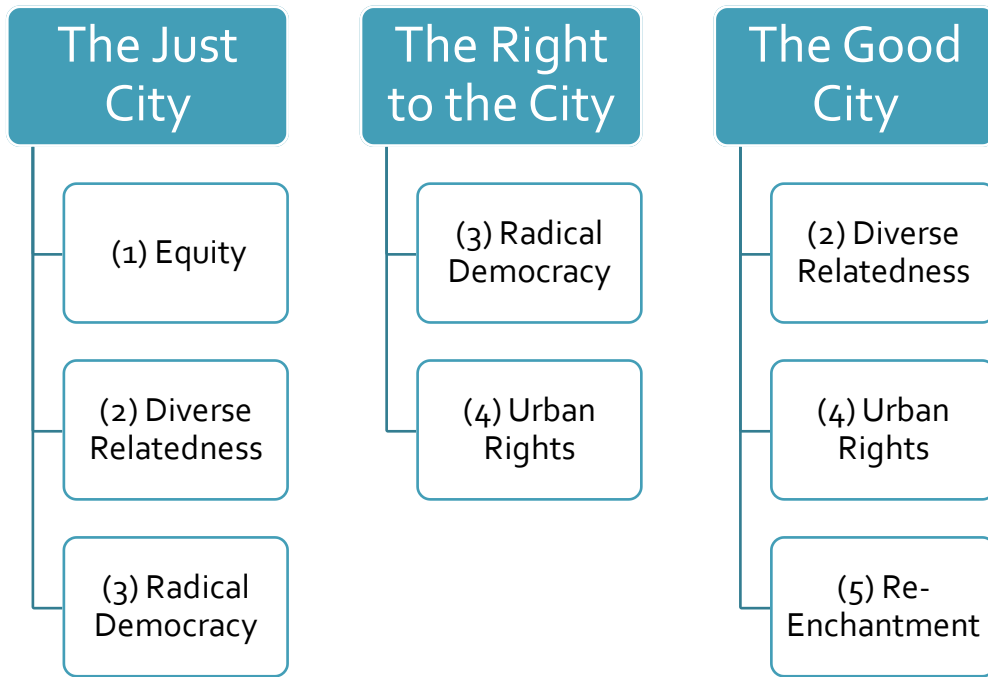 The Just
City
(1) Equity
(2) Diverse
Relatedness
(3) Radical
Democracy
The Right
to the City
(3) Radical
Democracy
(4) Urban
Rights
The Good
City
(2) Diverse
Relatedness
(4) Urban
Rights
(5) Re-
Enchantment